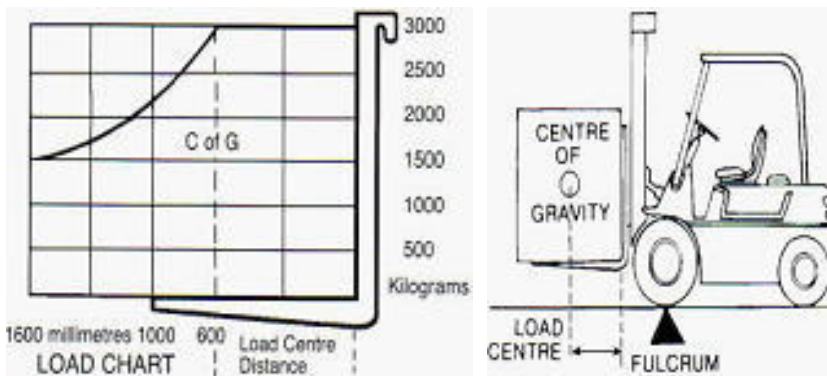 3000
2500
2000
C of G
1500
1000
500
Kilograms
1600 millimetres 1000 600
Load Centre
Distance
LOAD CHART
CENTRE
OF
GRAVITY
LOAD
CENTRE
FULCRUM